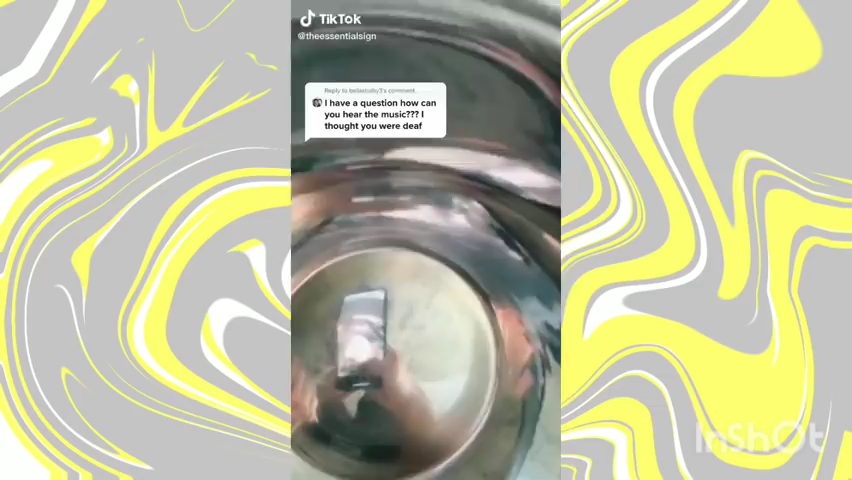 TikTok
@theessentialsign
I have a question how can
you hear the music??? I
thought you were deaf
InShOt